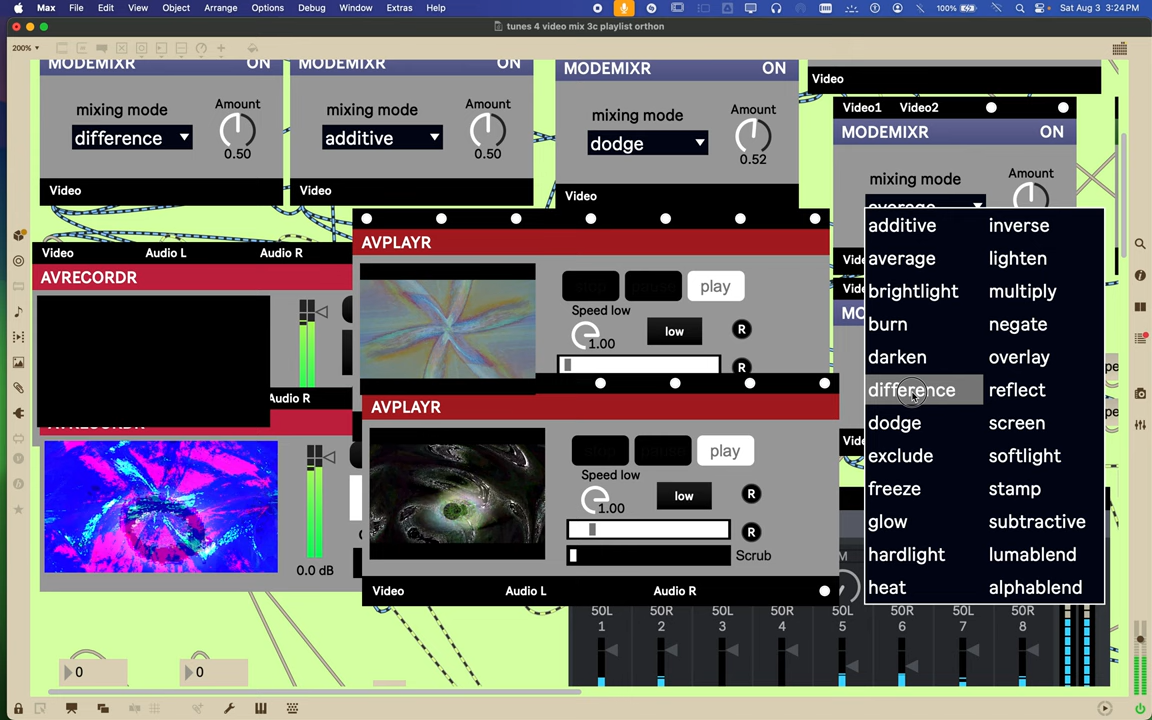 Max File Edit View Object Arrange Options Debug Window Extras Help
100% Sat Aug 3 3:24 PM
tunes 4 video mix 3c playlist orthon
200%
MODEMIXR ON
mixing mode Amount
difference
0.50
Video
MODEMIXR ON
mixing mode Amount
additive
0.50
Video
MODEMIXR ON
mixing mode Amount
dodge
0.52
Video
Video
Video1 Video2
MODEMIXR ON
mixing mode Amount
average
additive inverse
average lighten
brightlight multiply
burn negate
darken overlay
difference reflect
dodge screen
exclude softlight
freeze stamp
glow subtractive
hardlight lumablend
heat alphablend
Video Audio L Audio R
AVRECORDR
Audio R
AVRECORDR
0.0 dB
AVPLAYR
stop pause play
Speed low
1.00 low R
R
AVPLAYR
stop pause play
Speed low
1.00 low R
R
Scrub
Video Audio L Audio R
50L 50R 50L 50R 50L 50R 50L 50R
1 2 3 4 5 6 7 8
0 0